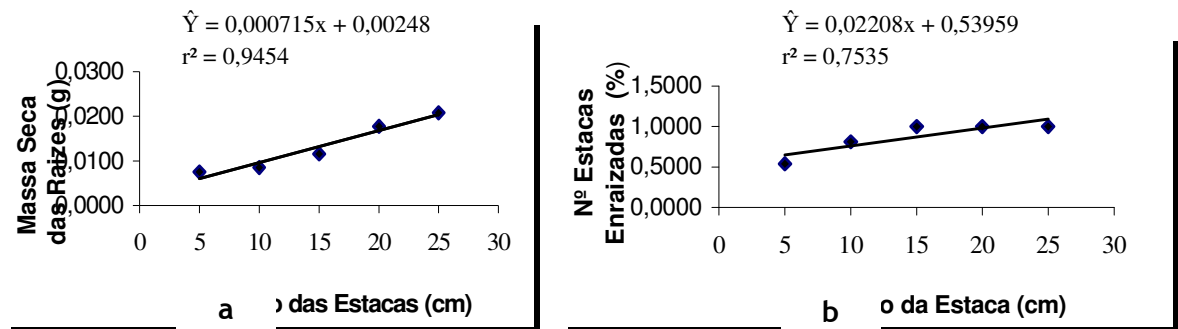 Ŷ = 0,000715x + 0,00248
r² = 0,9454
Massa Seca
das Raizes (g)
0,0300
0,0200
0,0100
0,0000
0 5 10 15 20 25 30
a das Estacas (cm)
Ŷ = 0,02208x + 0,53959
r² = 0,7535
Nº Estacas
Enraizadas (%)
1,5000
1,0000
0,5000
0,0000
0 5 10 15 20 25 30
b o da Estaca (cm)